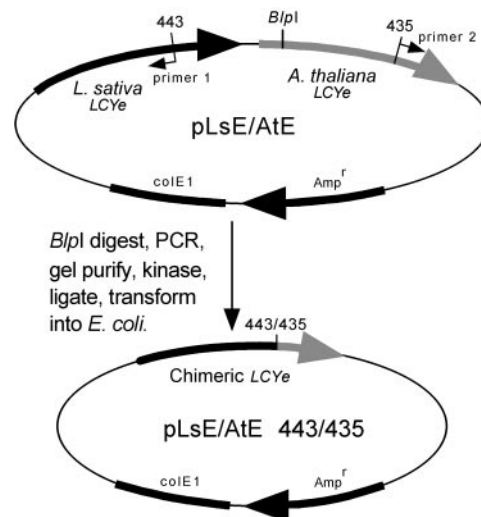 443
BlpI
435
primer 1
primer 2
L. sativa
LCYe
A. thaliana
LCYe
pLsE/AtE
colE1
Amp r
BlpI digest, PCR,
gel purify, kinase,
ligate, transform
into E. coli.
443/435
Chimeric LCYe
pLsE/AtE 443/435
colE1
Amp r